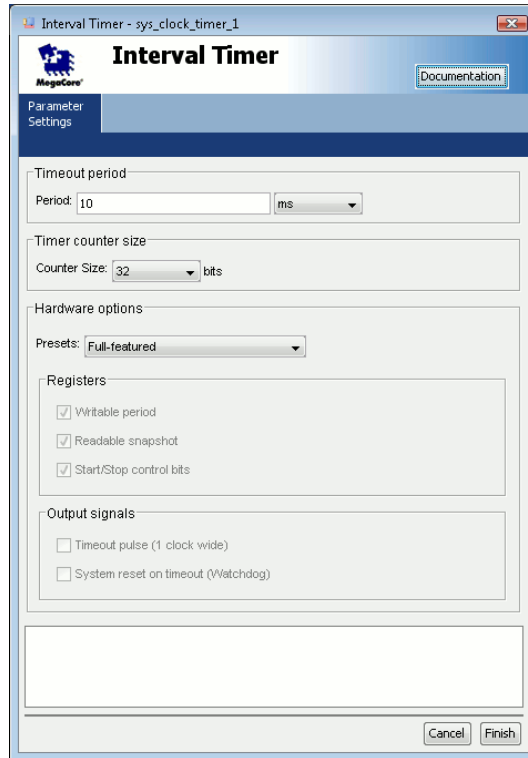 Interval Timer - sys_clock_timer_1
Interval Timer
MegaCore®
Documentation
Parameter
Settings
Timeout period
Period: 10 ms
Timer counter size
Counter Size: 32 bits
Hardware options
Presets: Full-featured
Registers
Writable period
Readable snapshot
Start/Stop control bits
Output signals
Timeout pulse (1 clock wide)
System reset on timeout (Watchdog)
Cancel Finish